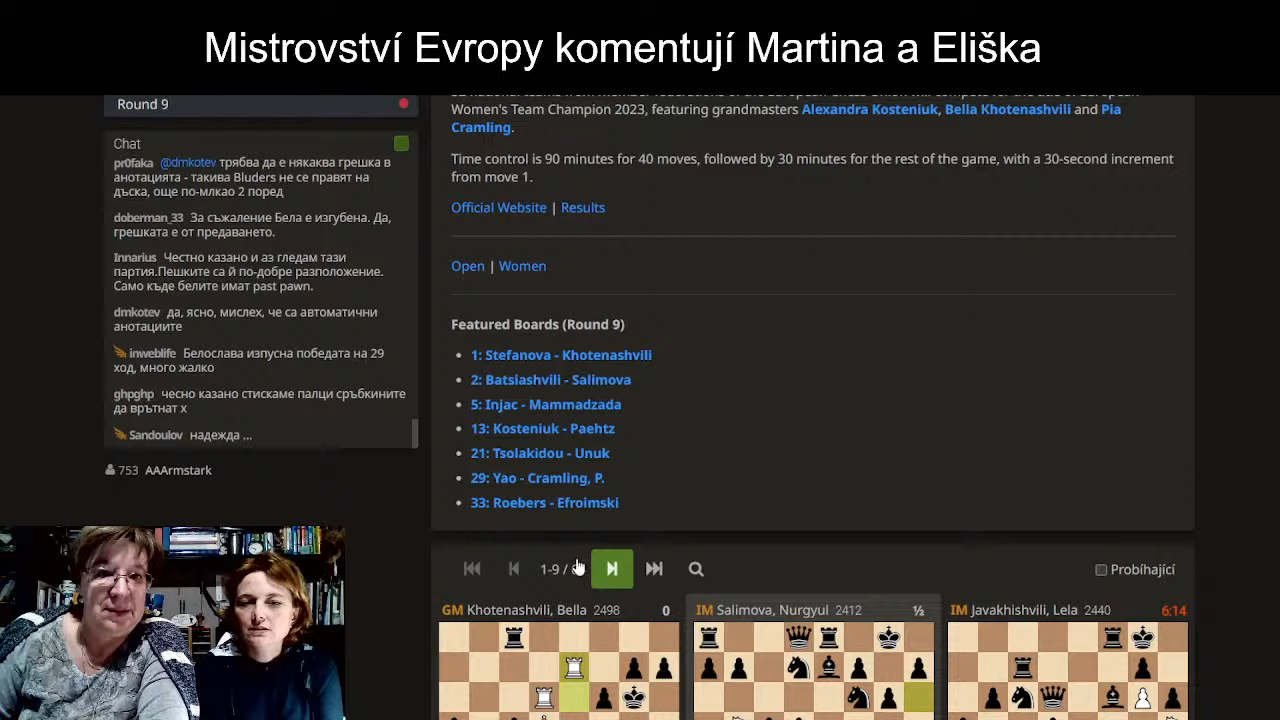 Mistrovství Evropy komentují Martina a Eliška
Round 9
Chat
pr0faka @dmkotev трябва да е някаква грешка в
анотацията - такива Bluders не се правят на
дъска, още по-млкао 2 поред
doberman_33 За съжаление Бела е изгубена. Да,
грешката е от предаването.
Innarius Честно казано и аз гледам тази
партия.Пешките са й по-добре разположение.
Само къде белите имат past pawn.
dmkotev да, ясно, мислех, че са автоматични
анотациите
inweblife Белослава изпусна победата на 29
ход, много жалко
ghpghp чесно казано стискаме палци сръбкините
да врътнат х
Sandoulov надежда ...
753 AAArmstark
Women's Team Champion 2023, featuring grandmasters Alexandra Kosteniuk, Bella Khotenashvili and Pia
Cramling.
Time control is 90 minutes for 40 moves, followed by 30 minutes for the rest of the game, with a 30-second increment
from move 1.
Official Website | Results
Open | Women
Featured Boards (Round 9)
1: Stefanova - Khotenashvili
2: Batsiashvili - Salimova
5: Injac - Mammadzada
13: Kosteniuk - Paehtz
21: Tsolakidou - Unuk
29: Yao - Cramling, P.
33: Roebers - Efroimski
1-9 /
Probíhající
GM Khotenashvili, Bella 2498 0
IM Salimova, Nurgyul 2412 ½
IM Javakhishvili, Lela 2440 6:14